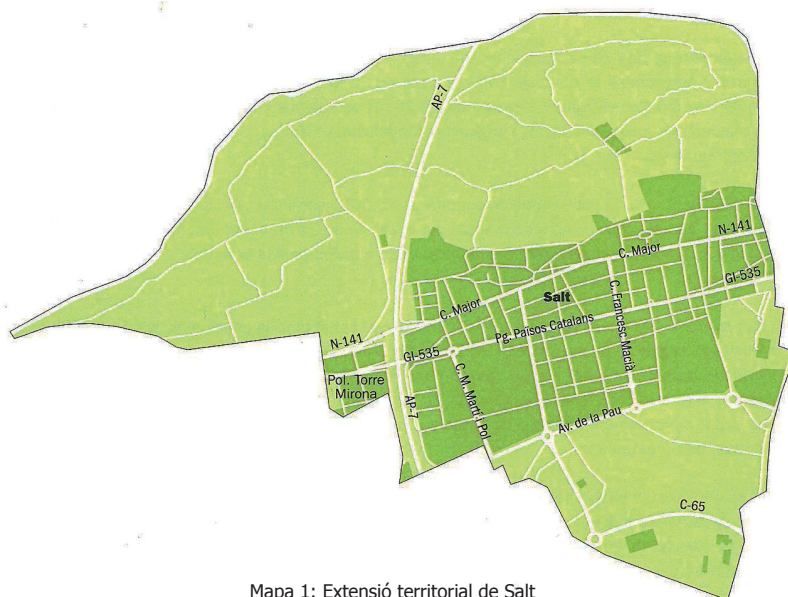 AP-7
N-141
C. Major
GI-535
Salt
C. Major
C. Francesc Macià
Pg. Països Catalans
N-141
GI-535
Pol. Torre
Mirona
C. M. Martí i Pol
AP-7
Av. de la Pau
C-65
Mapa 1: Extensió territorial de Salt